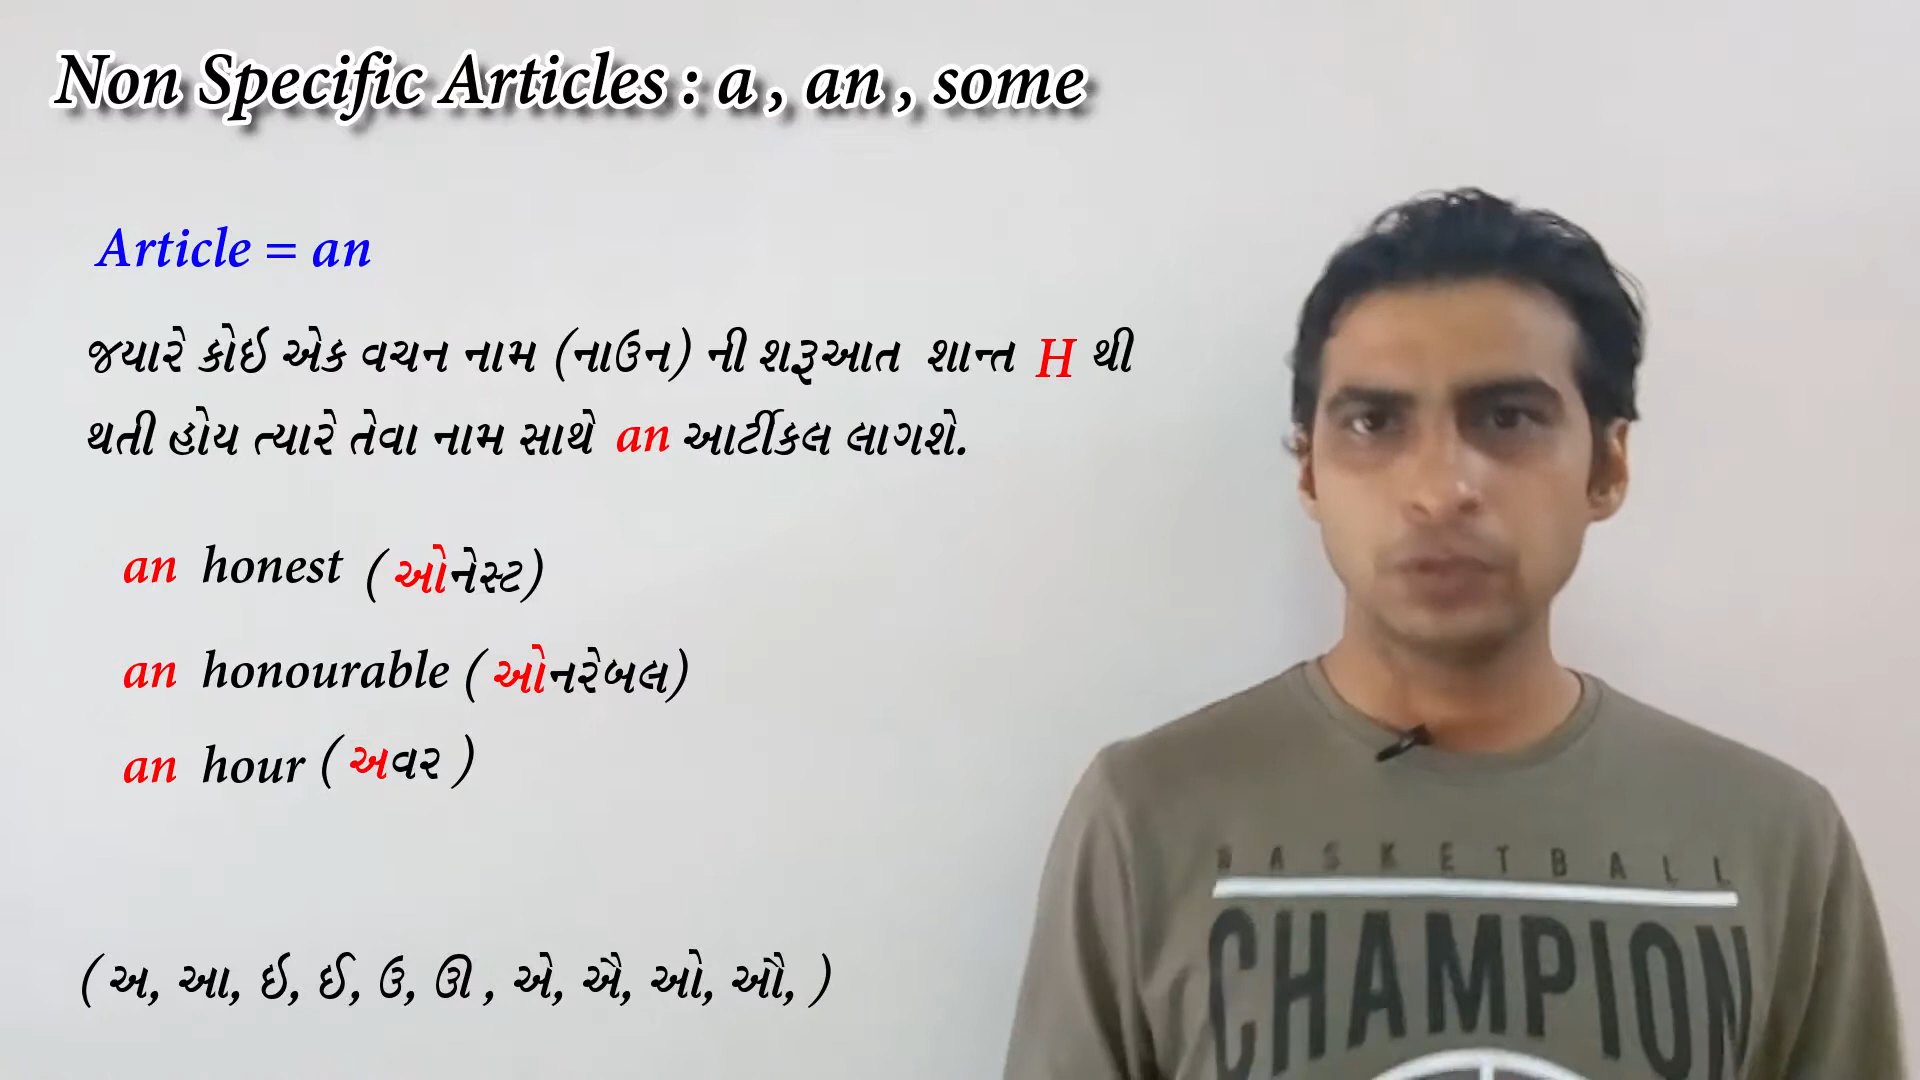 Non Specific Articles : a , an , some
Article = an
જયારે કોઈ એક વચન નામ (નાઉન) ની શરૂઆત શાન્ત H થી
થતી હોય ત્યારે તેવા નામ સાથે an આર્ટીકલ લાગશે.
an honest ( ઓનેસ્ટ)
an honourable ( ઓનરેબલ)
an hour ( અવર )
( અ, આ, ઇ, ઈ, ઉ, ઊ , એ, ઐ, ઓ, ઔ, )
BASKETBALL
CHAMPION